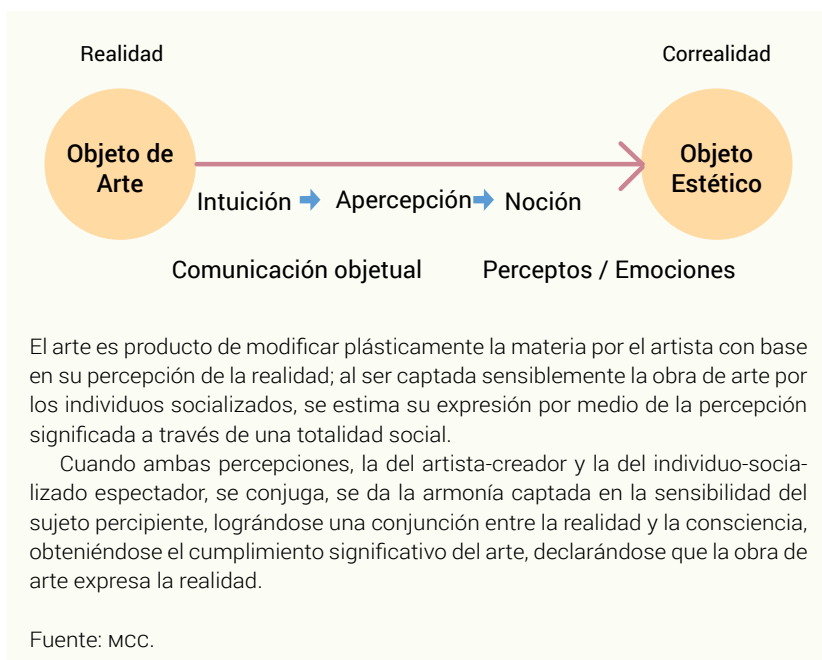 Realidad
Correalidad
Objeto de
Arte
Objeto
Estético
Intuición
Apercepción
Noción
Comunicación objetual
Perceptos / Emociones
El arte es producto de modificar plásticamente la materia por el artista con base
en su percepción de la realidad; al ser captada sensiblemente la obra de arte por
los individuos socializados, se estima su expresión por medio de la percepción
significada a través de una totalidad social.
Cuando ambas percepciones, la del artista-creador y la del individuo-socia-
lizado espectador, se conjuga, se da la armonía captada en la sensibilidad del
sujeto percipiente, lográndose una conjunción entre la realidad y la consciencia,
obteniéndose el cumplimiento significativo del arte, declarándose que la obra de
arte expresa la realidad.
Fuente: MCC.